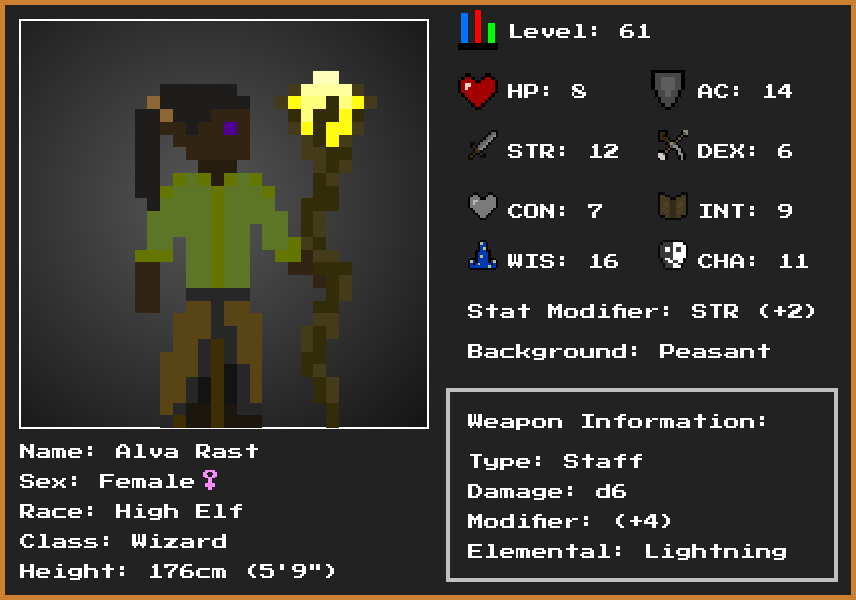 Level: 61
HP: 8 AC: 14
STR: 12 DEX: 6
CON: 7 INT: 9
WIS: 16 CHA: 11
Stat Modifier: STR (+2)
Background: Peasant
Weapon Information:
Type: Staff
Damage: d6
Modifier: (+4)
Elemental: Lightning
Name: Alva Rast
Sex: Female♀
Race: High Elf
Class: Wizard
Height: 176cm (5'9")